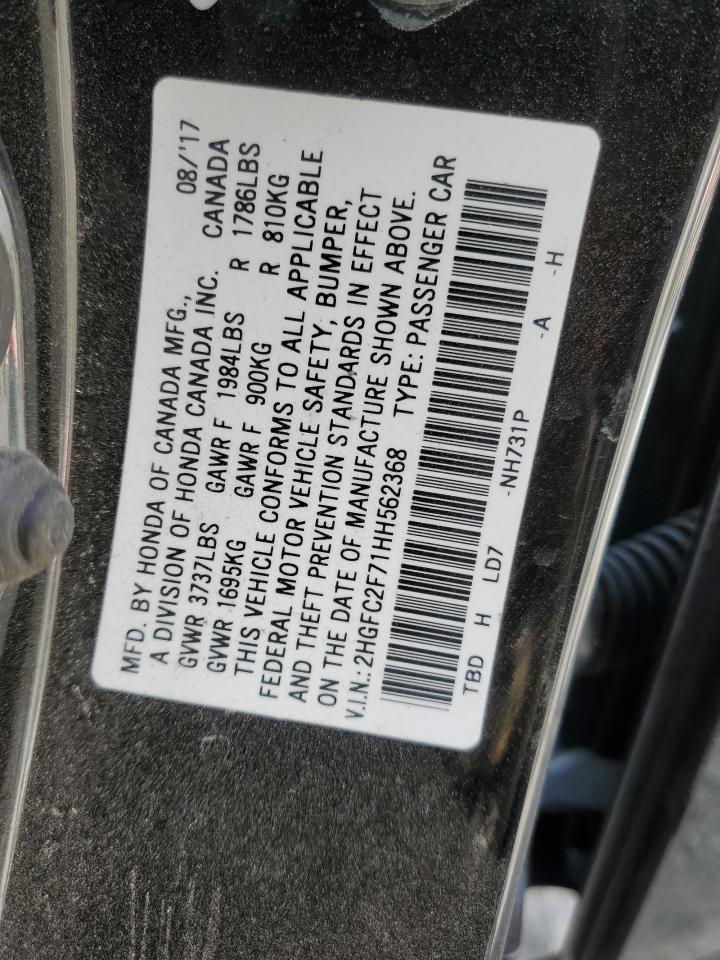 MFD. BY HONDA OF CANADA MFG., 08/'17
A DIVISION OF HONDA CANADA INC. CANADA
GVWR 3737LBS GAWR F 1984LBS R 1786LBS
GVWR 1695KG GAWR F 900KG R 810KG
THIS VEHICLE CONFORMS TO ALL APPLICABLE
FEDERAL MOTOR VEHICLE SAFETY, BUMPER,
AND THEFT PREVENTION STANDARDS IN EFFECT
ON THE DATE OF MANUFACTURE SHOWN ABOVE.
V.I.N.: 2HGFC2F71HH562368 TYPE: PASSENGER CAR
TBD H LD7 -NH731P -A -H